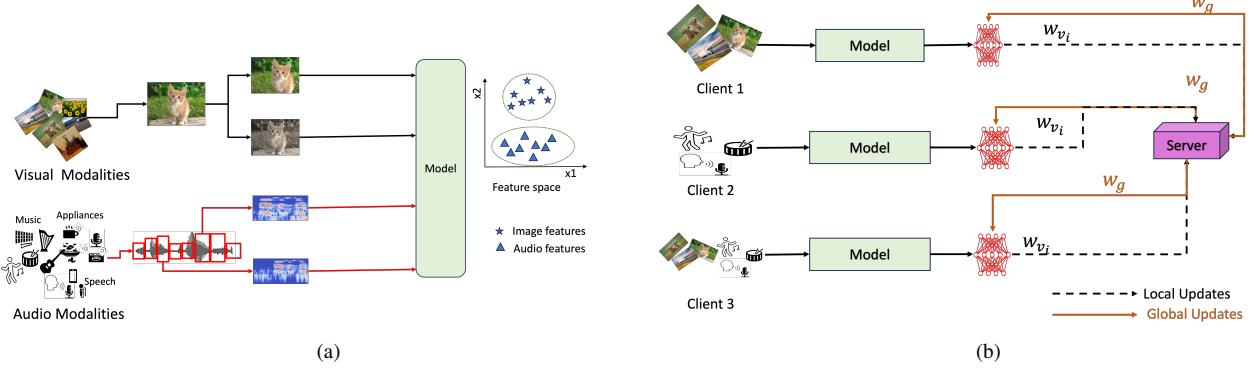 Visual Modalities
Music
Appliances
Speech
Audio Modalities
Model
x2
x1
Feature space
Image features
Audio features
(a)
Client 1
Model
w_{v_i}
w_g
Client 2
Model
w_{v_i}
w_g
Server
Client 3
Model
w_{v_i}
w_g
Local Updates
Global Updates
(b)